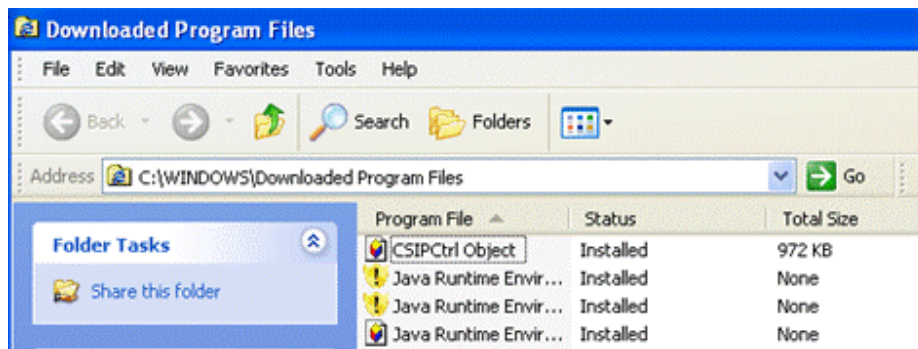 Downloaded Program Files
File Edit View Favorites Tools Help
Back Search Folders
Address C:\WINDOWS\Downloaded Program Files Go
Program File Status Total Size
Folder Tasks
CSIPCtrl Object Installed 972 KB
Java Runtime Envir... Installed None
Share this folder
Java Runtime Envir... Installed None
Java Runtime Envir... Installed None